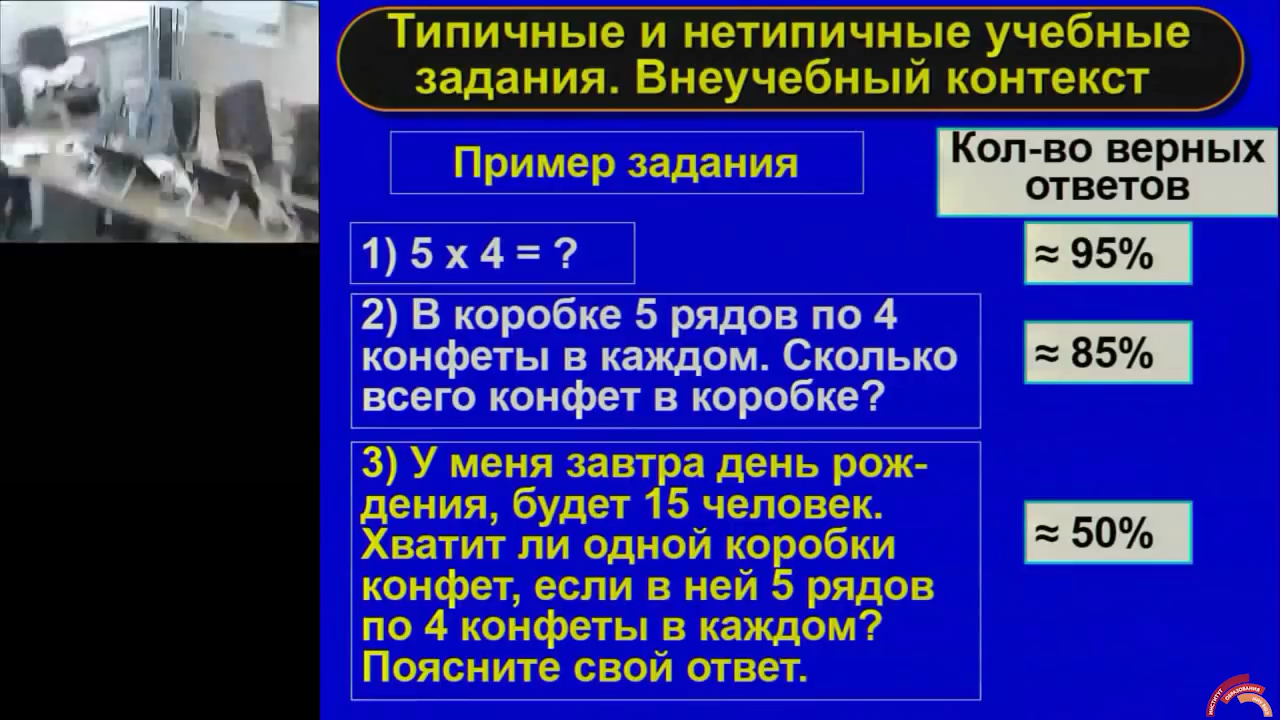 Типичные и нетипичные учебные
задания. Внеучебный контекст
Пример задания
Кол-во верных
ответов
1) 5 x 4 = ?
≈ 95%
2) В коробке 5 рядов по 4
конфеты в каждом. Сколько
всего конфет в коробке?
≈ 85%
3) У меня завтра день рож-
дения, будет 15 человек.
Хватит ли одной коробки
конфет, если в ней 5 рядов
по 4 конфеты в каждом?
Поясните свой ответ.
≈ 50%
ИНСТИТУТ
ОБРАЗОВАНИЯ